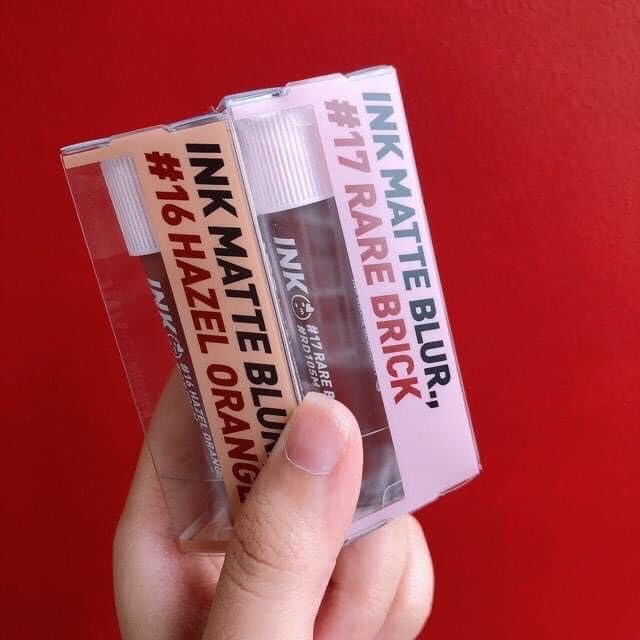 INK MATTE BLUR
#16 HAZEL ORANGE
INK
#16 HAZEL ORANG
INK MATTE BLUR.,
#17 RARE BRICK
INK
#17 RARE B
#RD105M